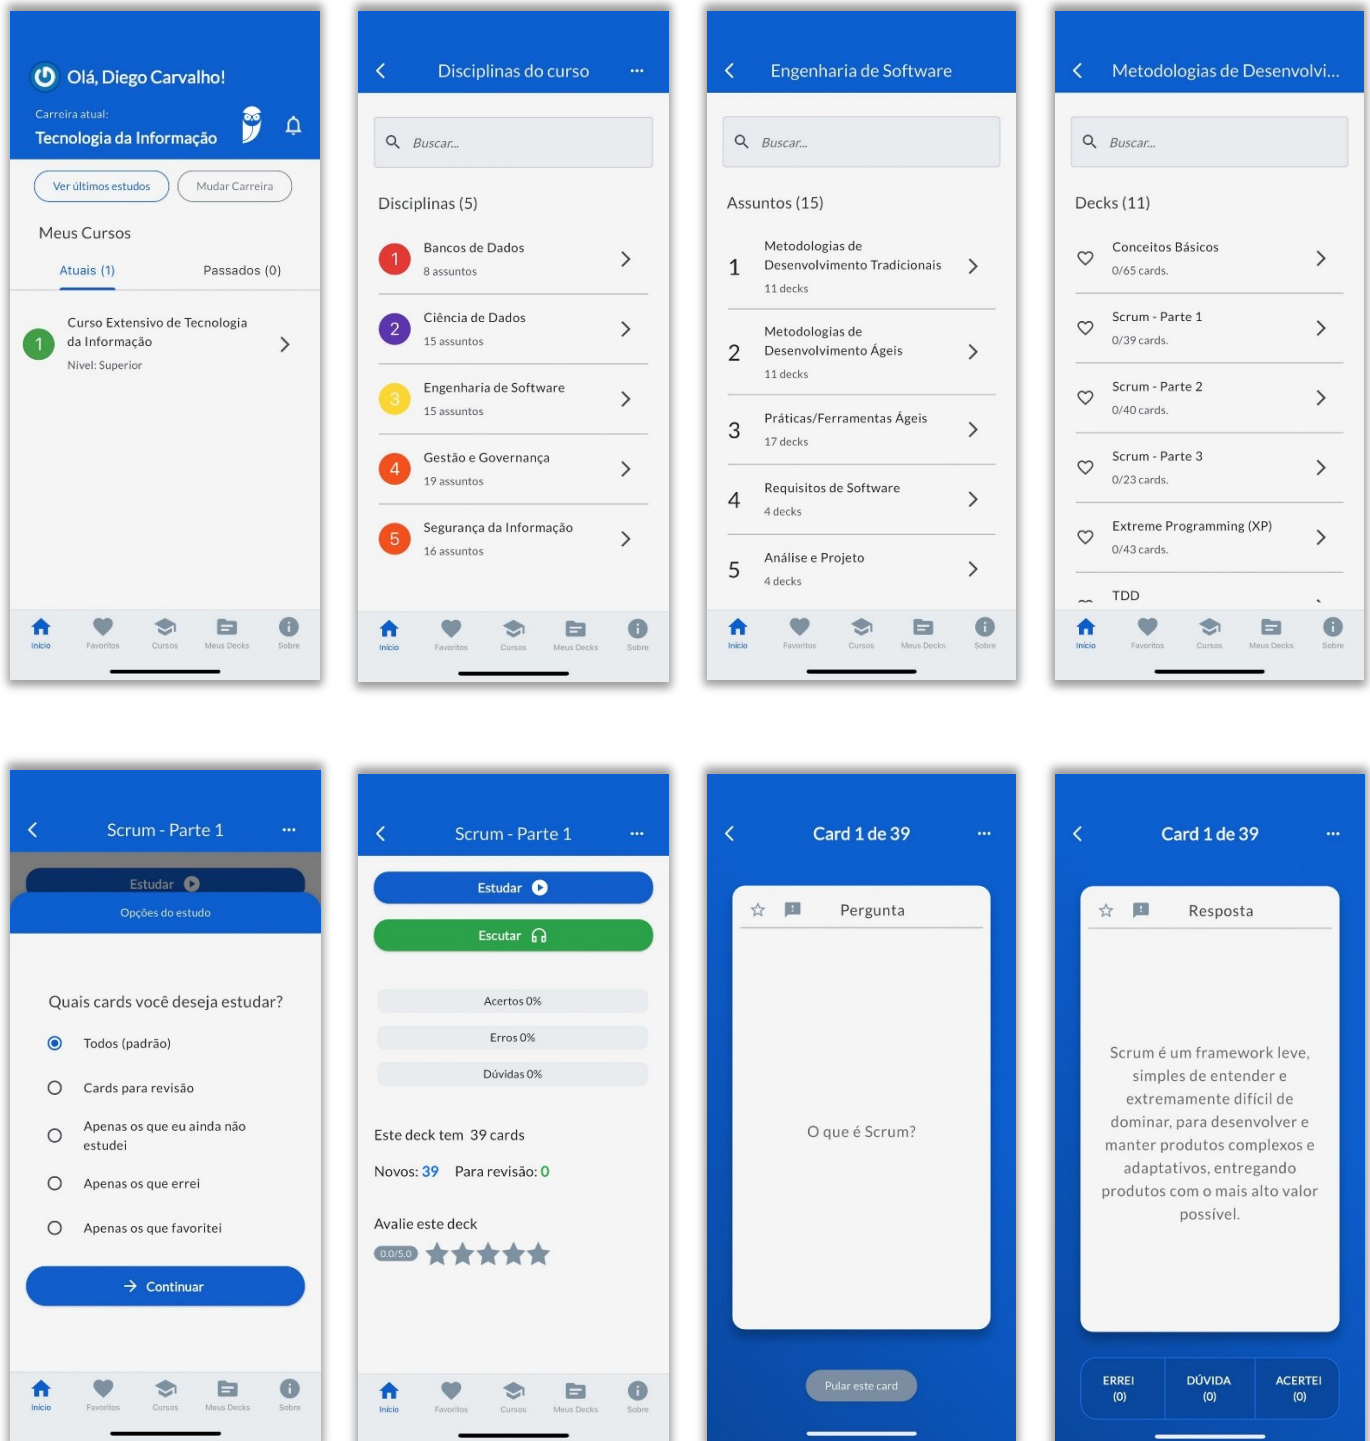 Olá, Diego Carvalho!
Carreira atual:
Tecnologia da Informação
Ver últimos estudos
Mudar Carreira
Meus Cursos
Atuais (1)
Passados (0)
1
Curso Extensivo de Tecnologia
da Informação
Nível: Superior
Início
Favoritos
Cursos
Meus Decks
Sobre
Disciplinas do curso
Buscar...
Disciplinas (5)
1
Bancos de Dados
8 assuntos
2
Ciência de Dados
15 assuntos
3
Engenharia de Software
15 assuntos
4
Gestão e Governança
19 assuntos
5
Segurança da Informação
16 assuntos
Início
Favoritos
Cursos
Meus Decks
Sobre
Engenharia de Software
Buscar...
Assuntos (15)
1
Metodologias de
Desenvolvimento Tradicionais
11 decks
2
Metodologias de
Desenvolvimento Ágeis
11 decks
3
Práticas/Ferramentas Ágeis
17 decks
4
Requisitos de Software
4 decks
5
Análise e Projeto
4 decks
Início
Favoritos
Cursos
Meus Decks
Sobre
Metodologias de Desenvolvi...
Buscar...
Decks (11)
Conceitos Básicos
0/65 cards.
Scrum - Parte 1
0/39 cards.
Scrum - Parte 2
0/40 cards.
Scrum - Parte 3
0/23 cards.
Extreme Programming (XP)
0/43 cards.
TDD
Início
Favoritos
Cursos
Meus Decks
Sobre
Scrum - Parte 1
Estudar
Opções do estudo
Quais cards você deseja estudar?
Todos (padrão)
Cards para revisão
Apenas os que eu ainda não
estudei
Apenas os que errei
Apenas os que favoritei
Continuar
Início
Favoritos
Cursos
Meus Decks
Sobre
Scrum - Parte 1
Estudar
Escutar
Acertos 0%
Erros 0%
Dúvidas 0%
Este deck tem 39 cards
Novos: 39 Para revisão: 0
Avalie este deck
0.0/5.0
Início
Favoritos
Cursos
Meus Decks
Sobre
Card 1 de 39
Pergunta
O que é Scrum?
Pular este card
Card 1 de 39
Resposta
Scrum é um framework leve,
simples de entender e
extremamente difícil de
dominar, para desenvolver e
manter produtos complexos e
adaptativos, entregando
produtos com o mais alto valor
possível.
ERREI
(0)
DÚVIDA
(0)
ACERTEI
(0)